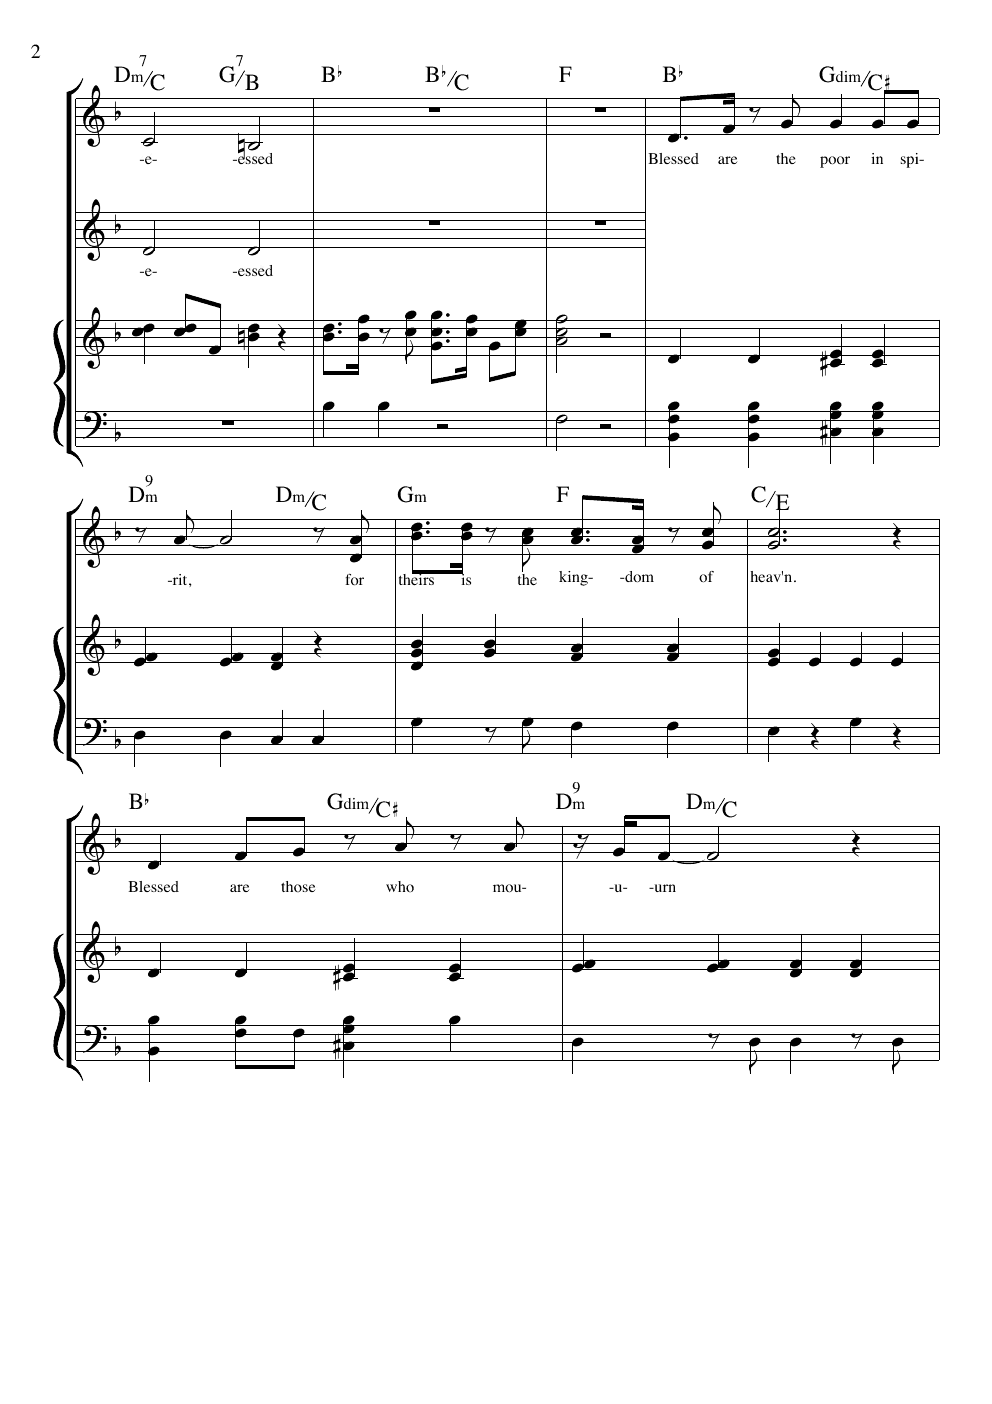 2
Dm7/C G7/B B♭ B♭/C F B♭ Gdim/C♯
-e- -essed Blessed are the poor in spi-
-e- -essed
Dm9 Dm/C Gm F C/E
-rit, for theirs is the king- -dom of heav'n.
B♭ Gdim/C♯ Dm9 Dm/C
Blessed are those who mou- -u- -urn